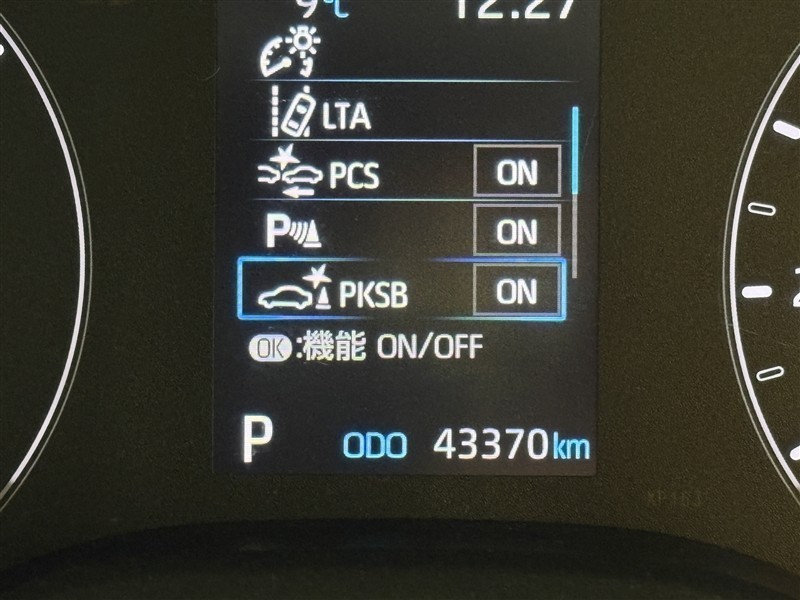 9℃ 12:27
LTA
PCS ON
P ON
PKSB ON
OK:機能 ON/OFF
P ODO 43370km